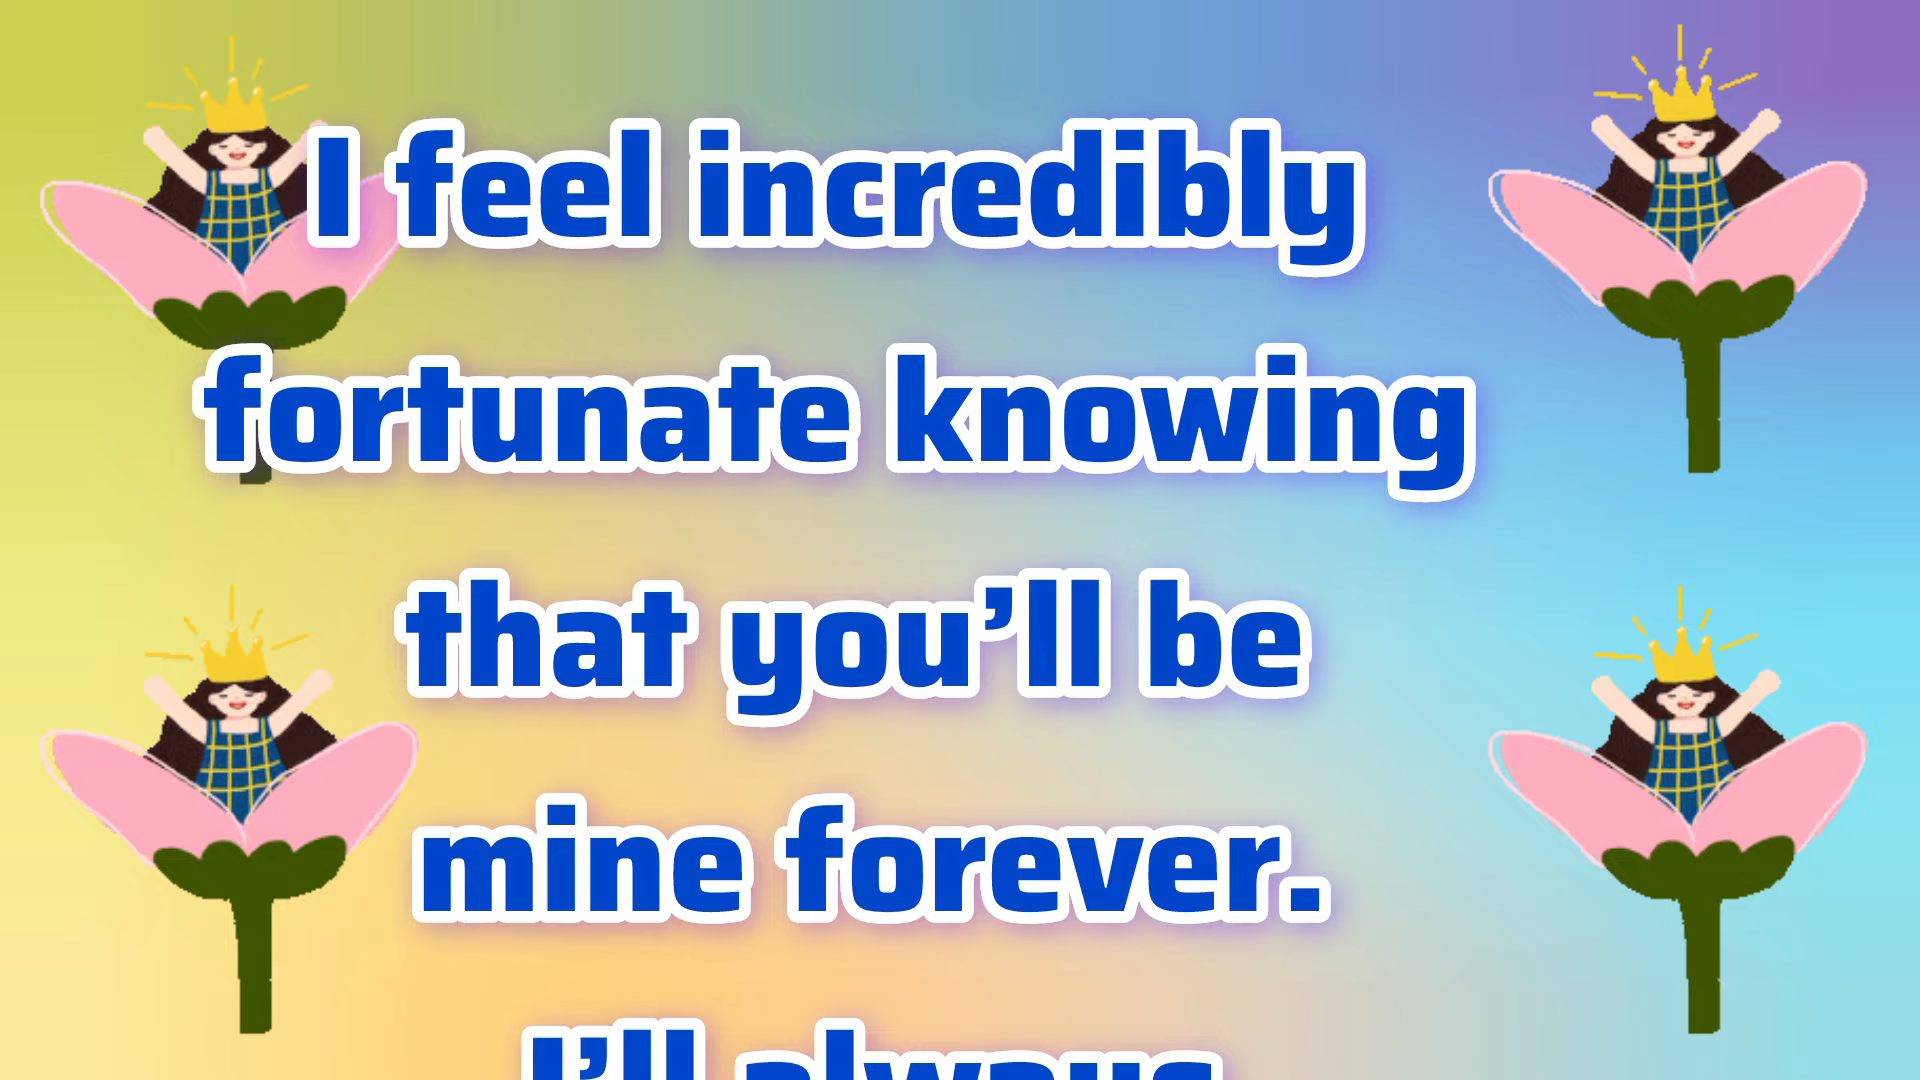 I feel incredibly
fortunate knowing
that you’ll be
mine forever.
I’ll always